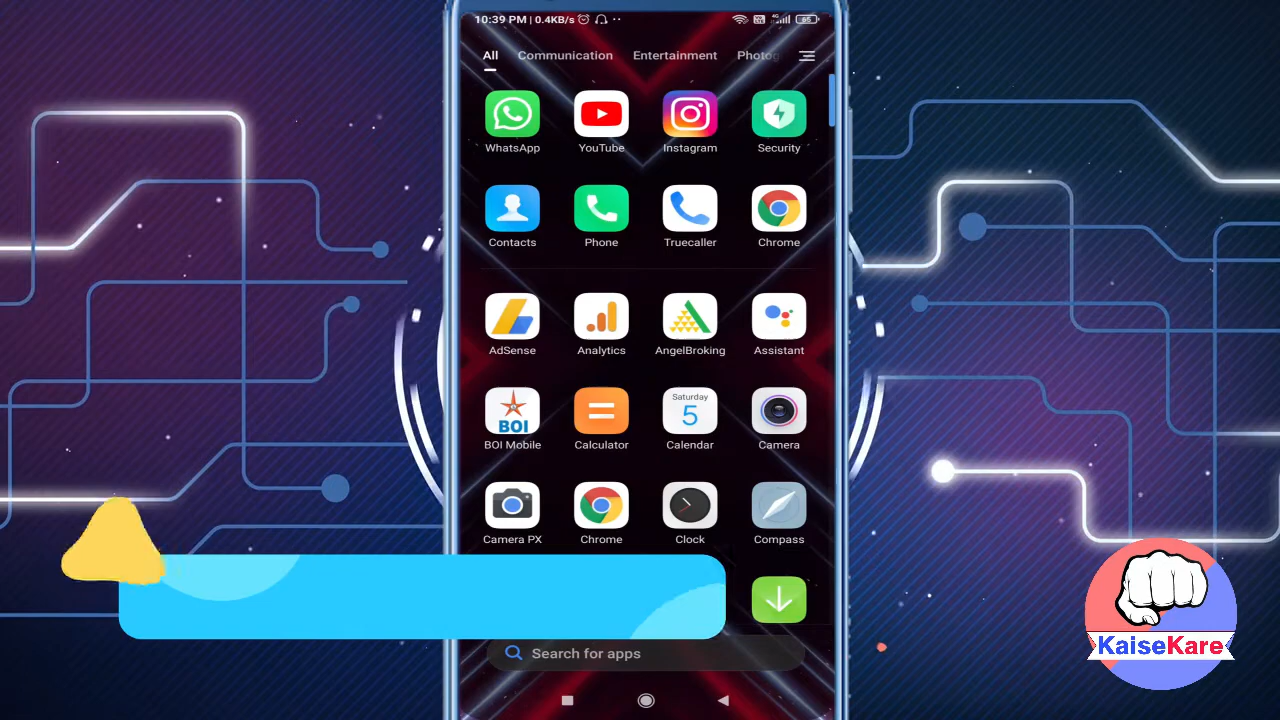 10:39 PM | 0.4KB/s
65
All Communication Entertainment Photog
WhatsApp YouTube Instagram Security
Contacts Phone Truecaller Chrome
AdSense Analytics AngelBroking Assistant
Saturday
5
BOI
BOI Mobile Calculator Calendar Camera
Camera PX Chrome Clock Compass
Search for apps
KaiseKare